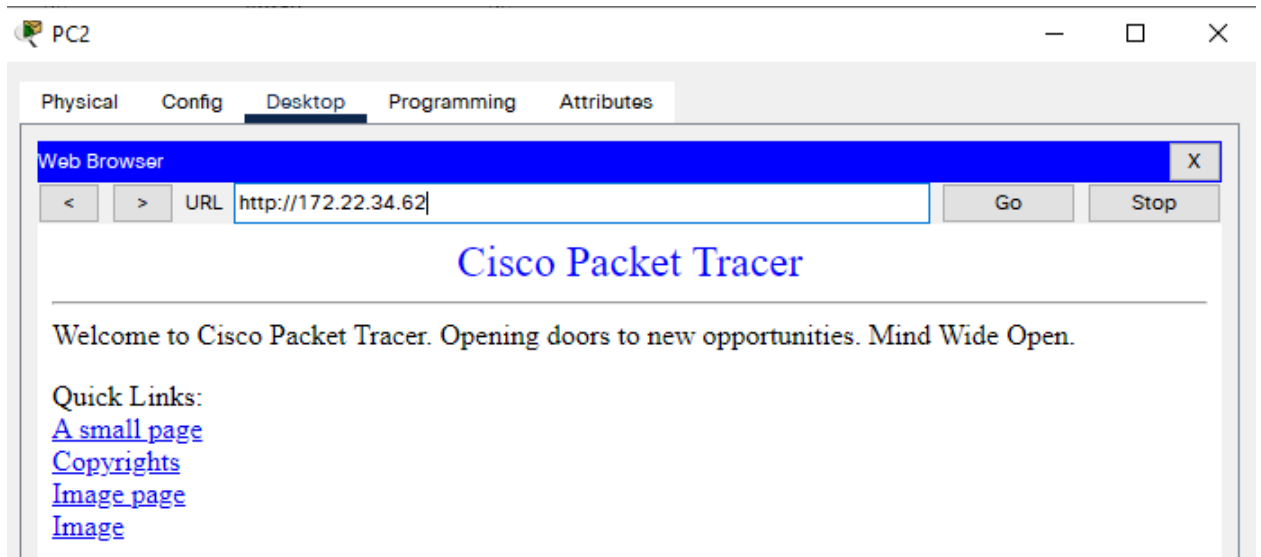 PC2
Physical Config Desktop Programming Attributes
Web Browser X
< > URL http://172.22.34.62 Go Stop
Cisco Packet Tracer
Welcome to Cisco Packet Tracer. Opening doors to new opportunities. Mind Wide Open.
Quick Links:
A small page
Copyrights
Image page
Image